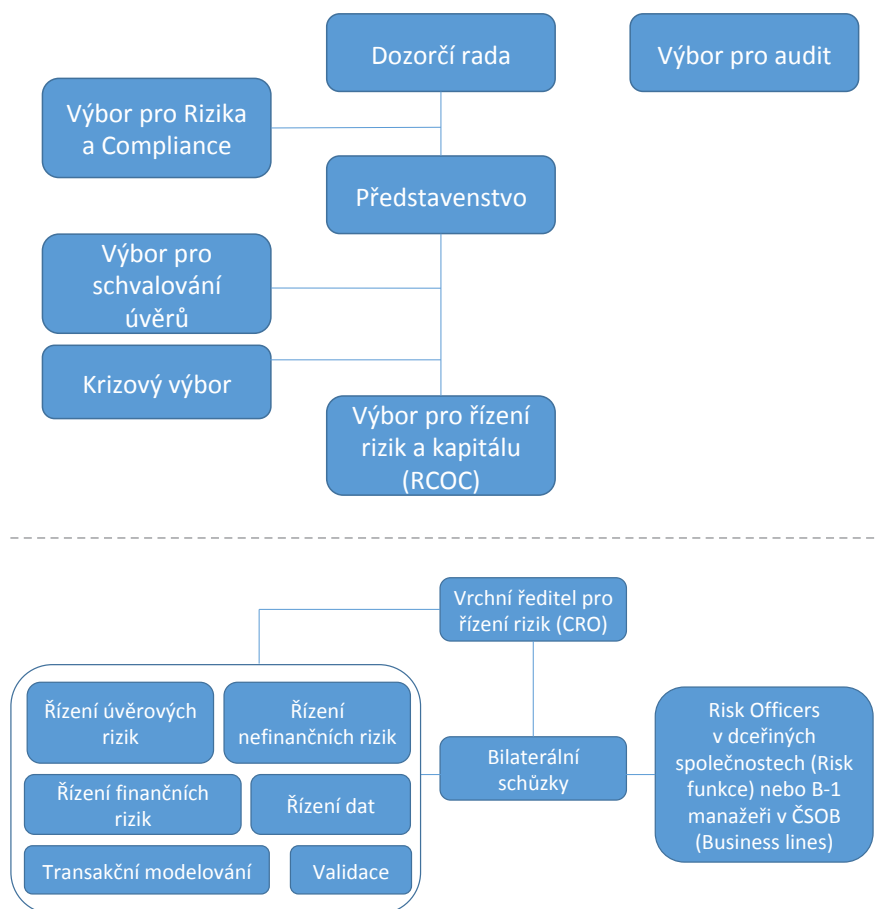 Dozorčí rada
Výbor pro audit
Výbor pro Rizika
a Compliance
Představenstvo
Výbor pro
schvalování
úvěrů
Krizový výbor
Výbor pro řízení
rizik a kapitálu
(RCOC)
Vrchní ředitel pro
řízení rizik (CRO)
Řízení úvěrových
rizik
Řízení
nefinančních rizik
Řízení finančních
rizik
Řízení dat
Transakční modelování
Validace
Bilaterální
schůzky
Risk Officers
v dceřiných
společnostech (Risk
funkce) nebo B-1
manažeři v ČSOB
(Business lines)